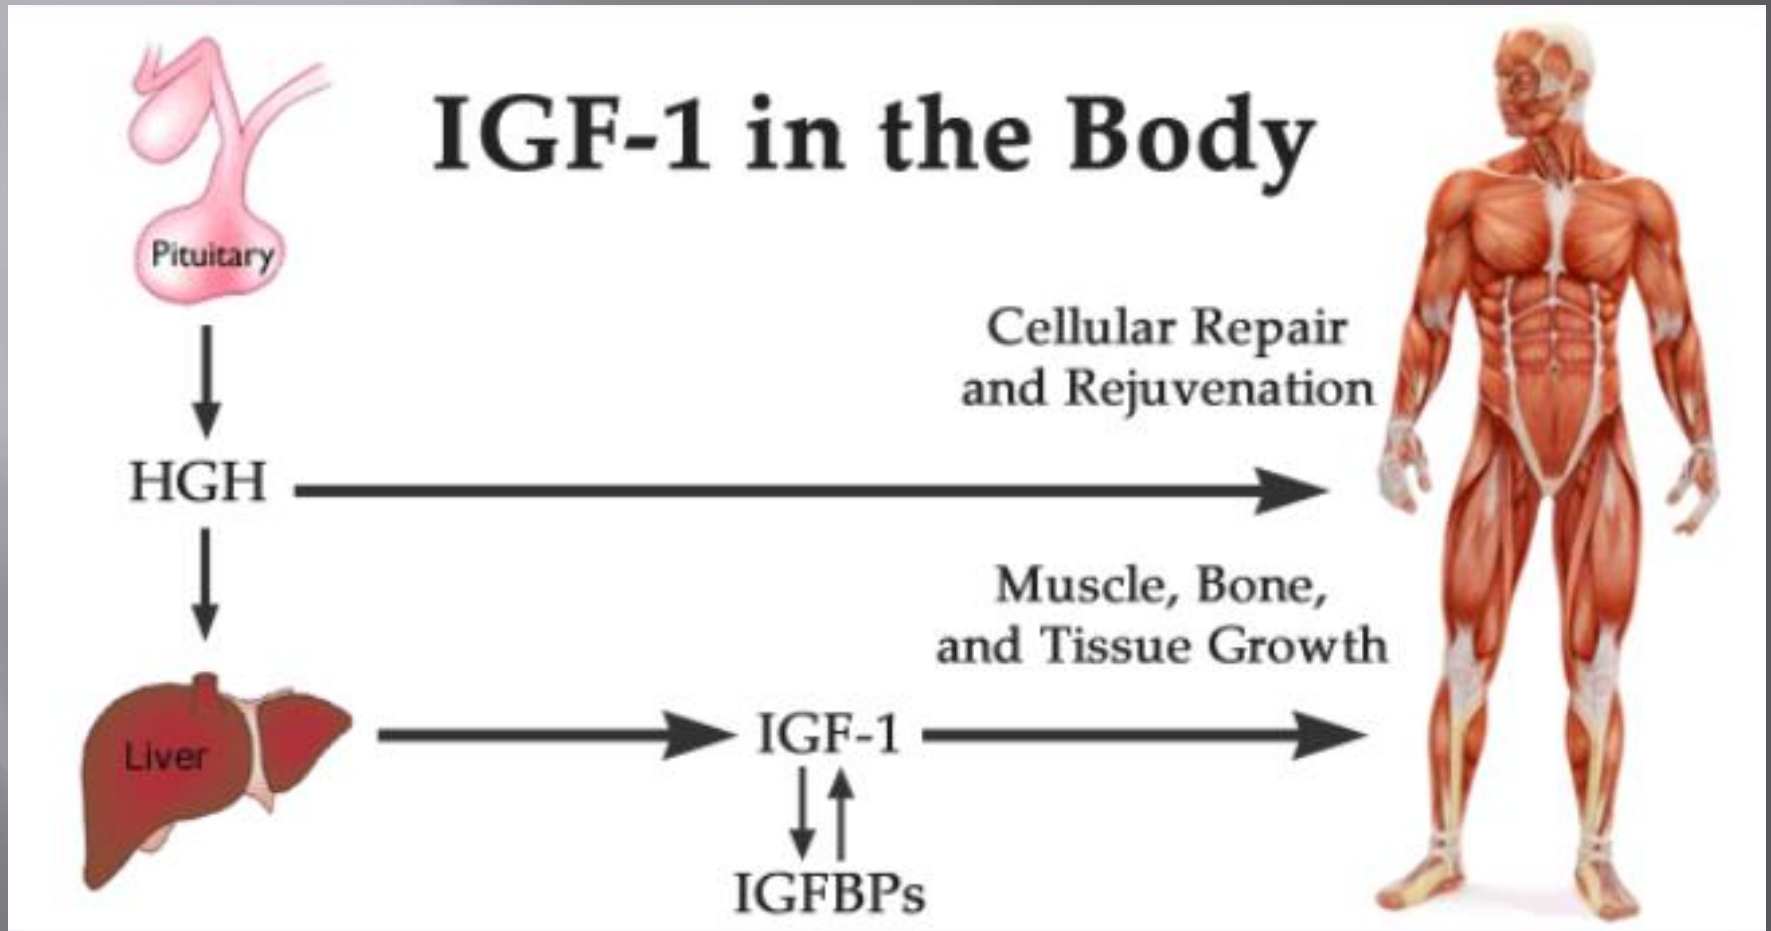 IGF-1 in the Body
Pituitary
Cellular Repair
and Rejuvenation
HGH
Muscle, Bone,
and Tissue Growth
Liver
IGF-1
IGFBPs